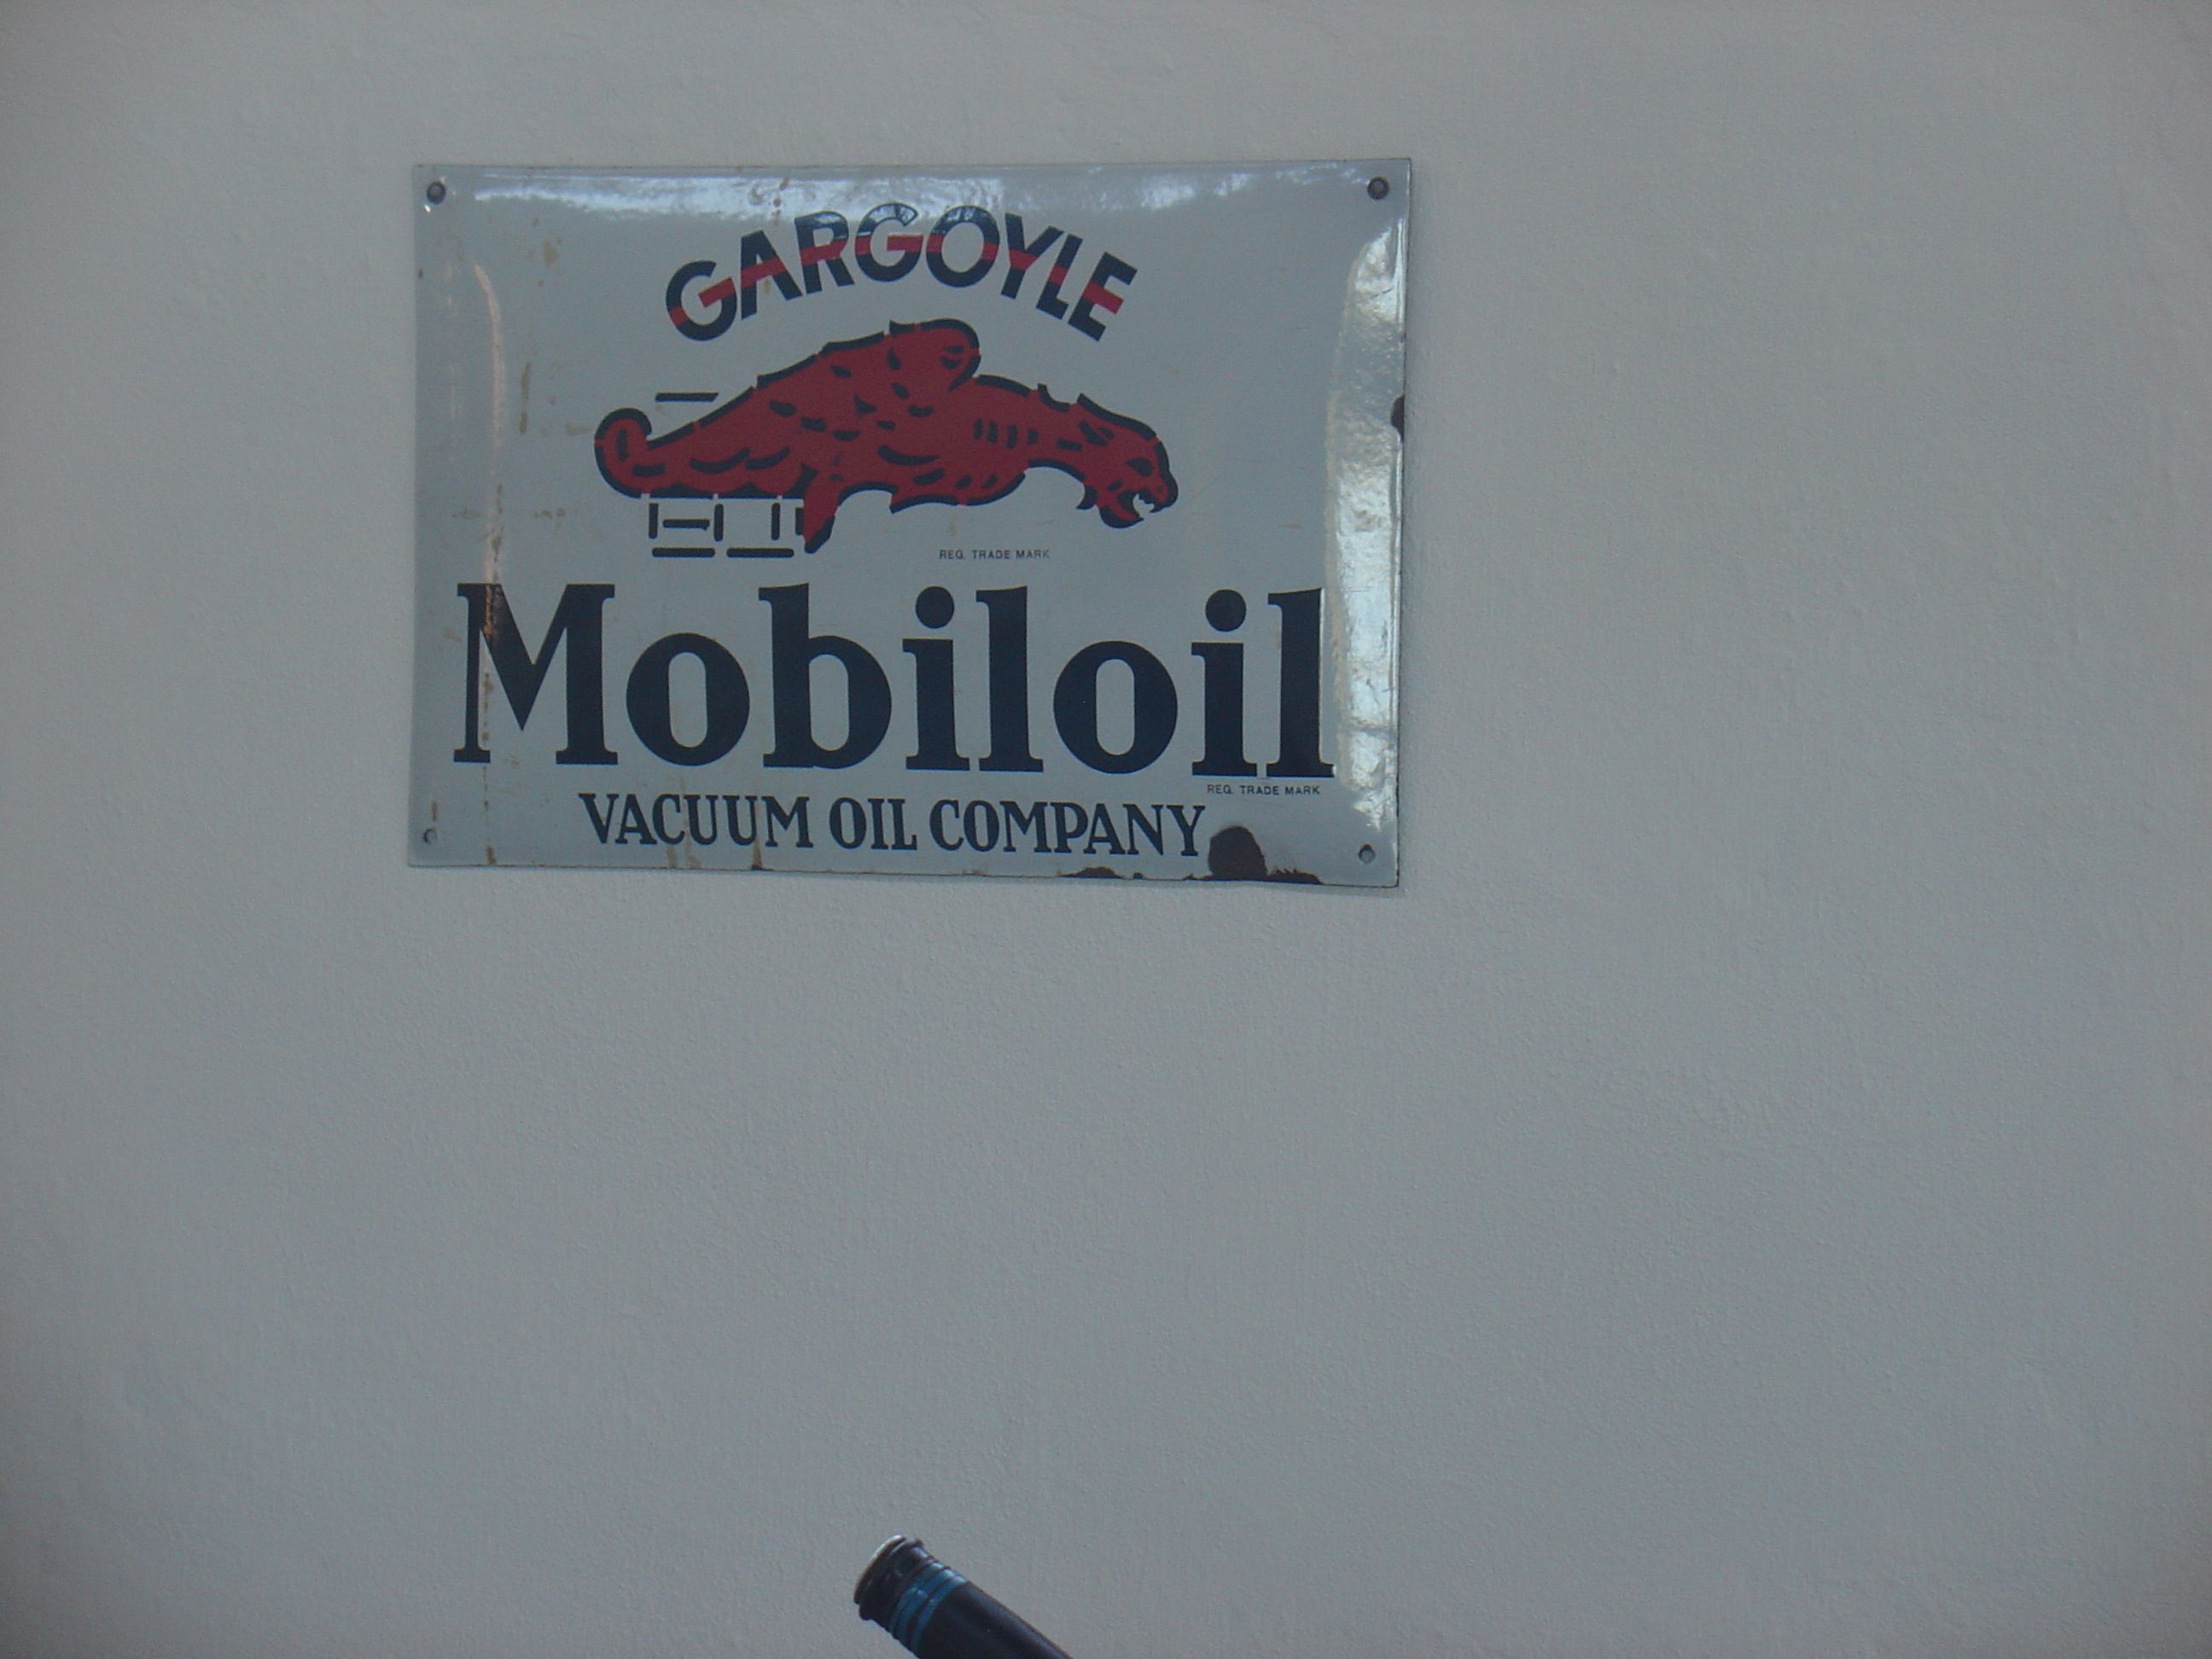 GARGOYLE
REG. TRADE MARK
Mobiloil
REG. TRADE MARK
VACUUM OIL COMPANY